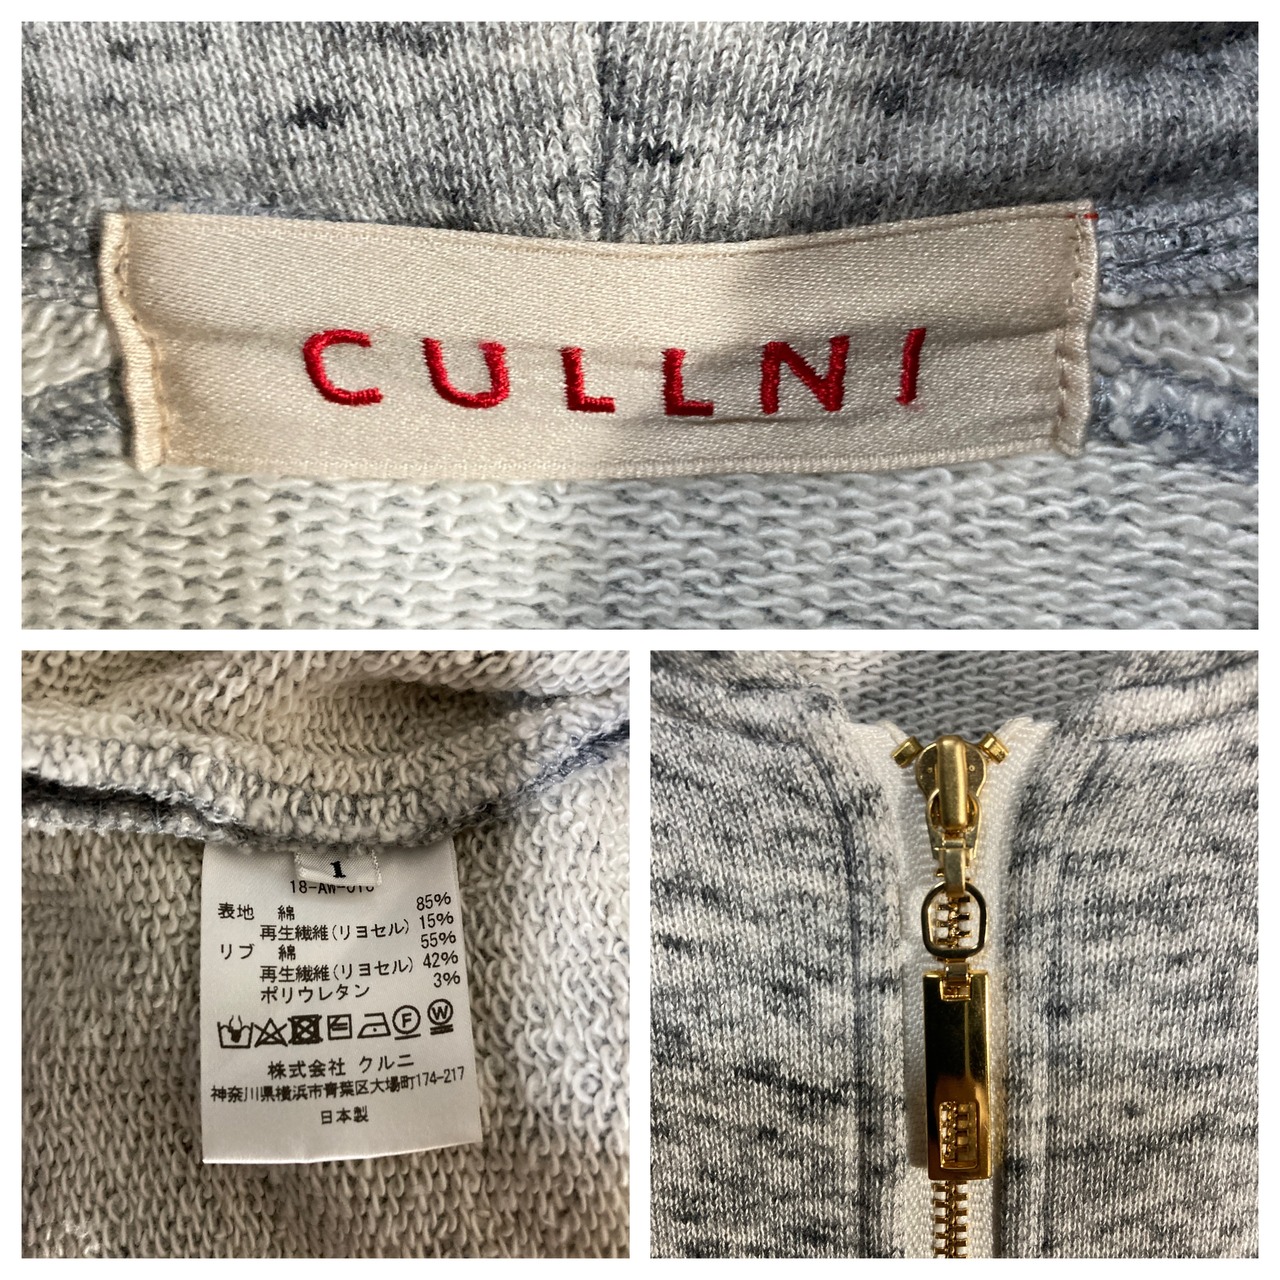 CULLNI
1
18-AW-016
表地 綿 85%
再生繊維(リヨセル) 15%
リブ 綿 55%
再生繊維(リヨセル) 42%
ポリウレタン 3%
F W
株式会社 クルニ
神奈川県横浜市青葉区大場町174-217
日本製